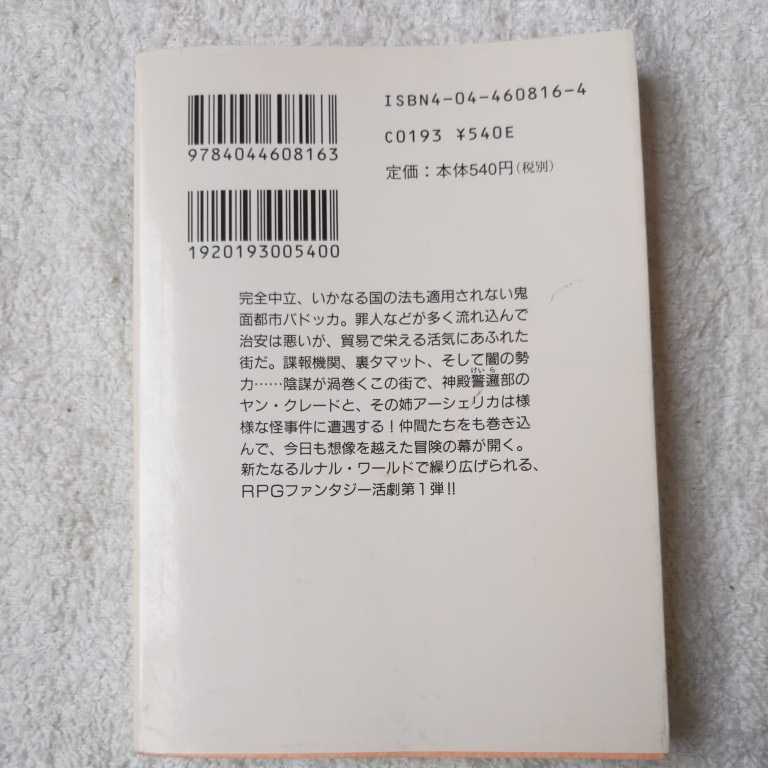 ISBN4-04-460816-4
C0193 ¥540E
定価：本体540円(税別)
9784044608163
1920193005400
完全中立、いかなる国の法も適用されない鬼
面都市バドッカ。罪人などが多く流れ込んで
治安は悪いが、貿易で栄える活気にあふれた
街だ。諜報機関、裏タマット、そして闇の勢
力……陰謀が渦巻くこの街で、神殿警邏部の
けいら
ヤン・クレードと、その姉アーシェリカは様
様な怪事件に遭遇する！仲間たちをも巻き込
んで、今日も想像を越えた冒険の幕が開く。
新たなるルナル・ワールドで繰り広げられる、
RPGファンタジー活劇第1弾!!